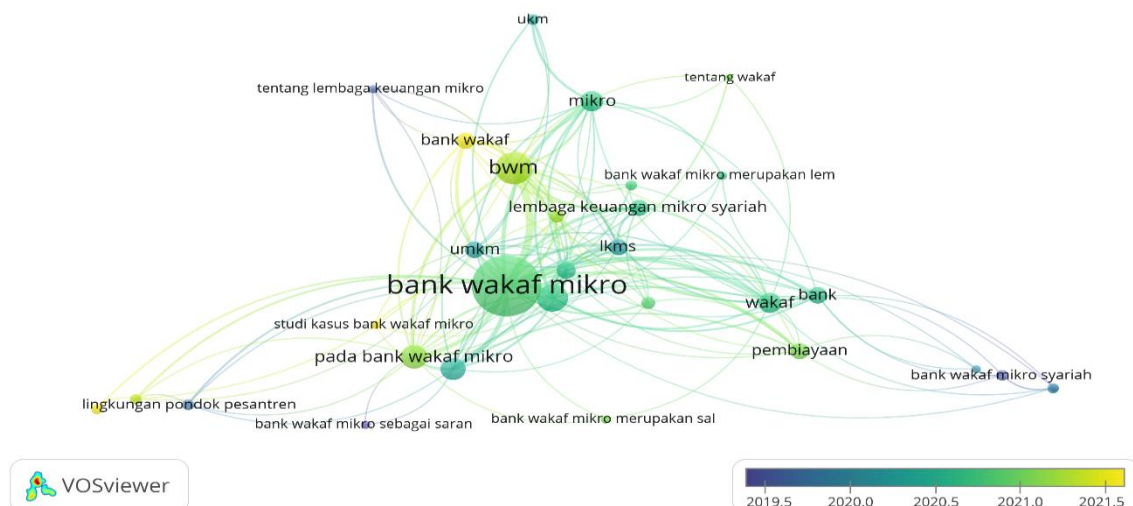 ukm
tentang wakaf
tentang lembaga keuangan mikro
mikro
bank wakaf
bwm
bank wakaf mikro merupakan lem
lembaga keuangan mikro syariah
umkm
lkms
bank wakaf mikro
wakaf
bank
studi kasus bank wakaf mikro
pada bank wakaf mikro
pembiayaan
bank wakaf mikro syariah
lingkungan pondok pesantren
bank wakaf mikro sebagai saran
bank wakaf mikro merupakan sal
VOSviewer
2019.5 2020.0 2020.5 2021.0 2021.5